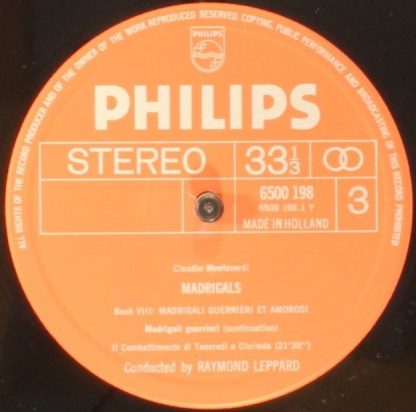 ALL RIGHTS OF THE RECORD PRODUCER AND OF THE OWNER OF THE WORK REPRODUCED RESERVED. COPYING, PUBLIC PERFORMANCE AND BROADCASTING OF THIS RECORD PROHIBITED
PHILIPS
PHILIPS
STEREO 33 1/3
6500 198
6500 198.1 Y
MADE IN HOLLAND
3
Claudio Monteverdi
MADRIGALS
Book VIII: MADRIGALI GUERRIERI ET AMOROSI
Madrigali guerrieri (continuation)
Il Combattimento di Tancredi e Clorinda (21'30'')
Conducted by RAYMOND LEPPARD